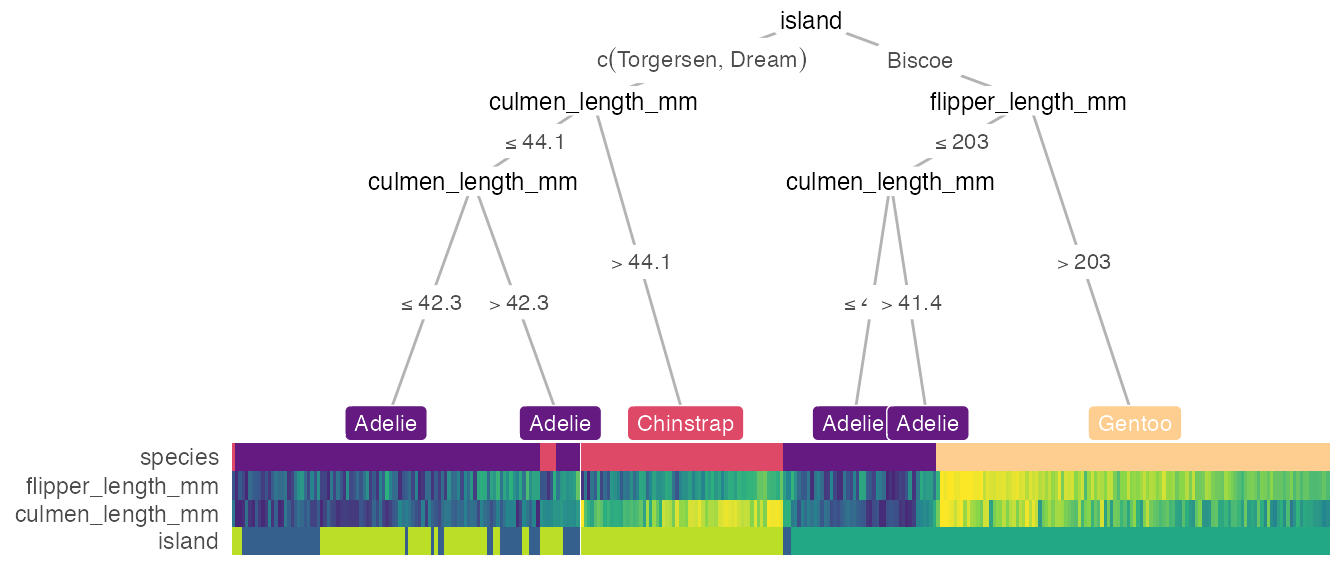 island
c(Torgersen, Dream) Biscoe
culmen_length_mm flipper_length_mm
≤ 44.1 ≤ 203
culmen_length_mm culmen_length_mm
> 44.1 > 203
≤ 42.3 > 42.3 ≤ > 41.4
Adelie Adelie Chinstrap Adelie Adelie Gentoo
species
flipper_length_mm
culmen_length_mm
island